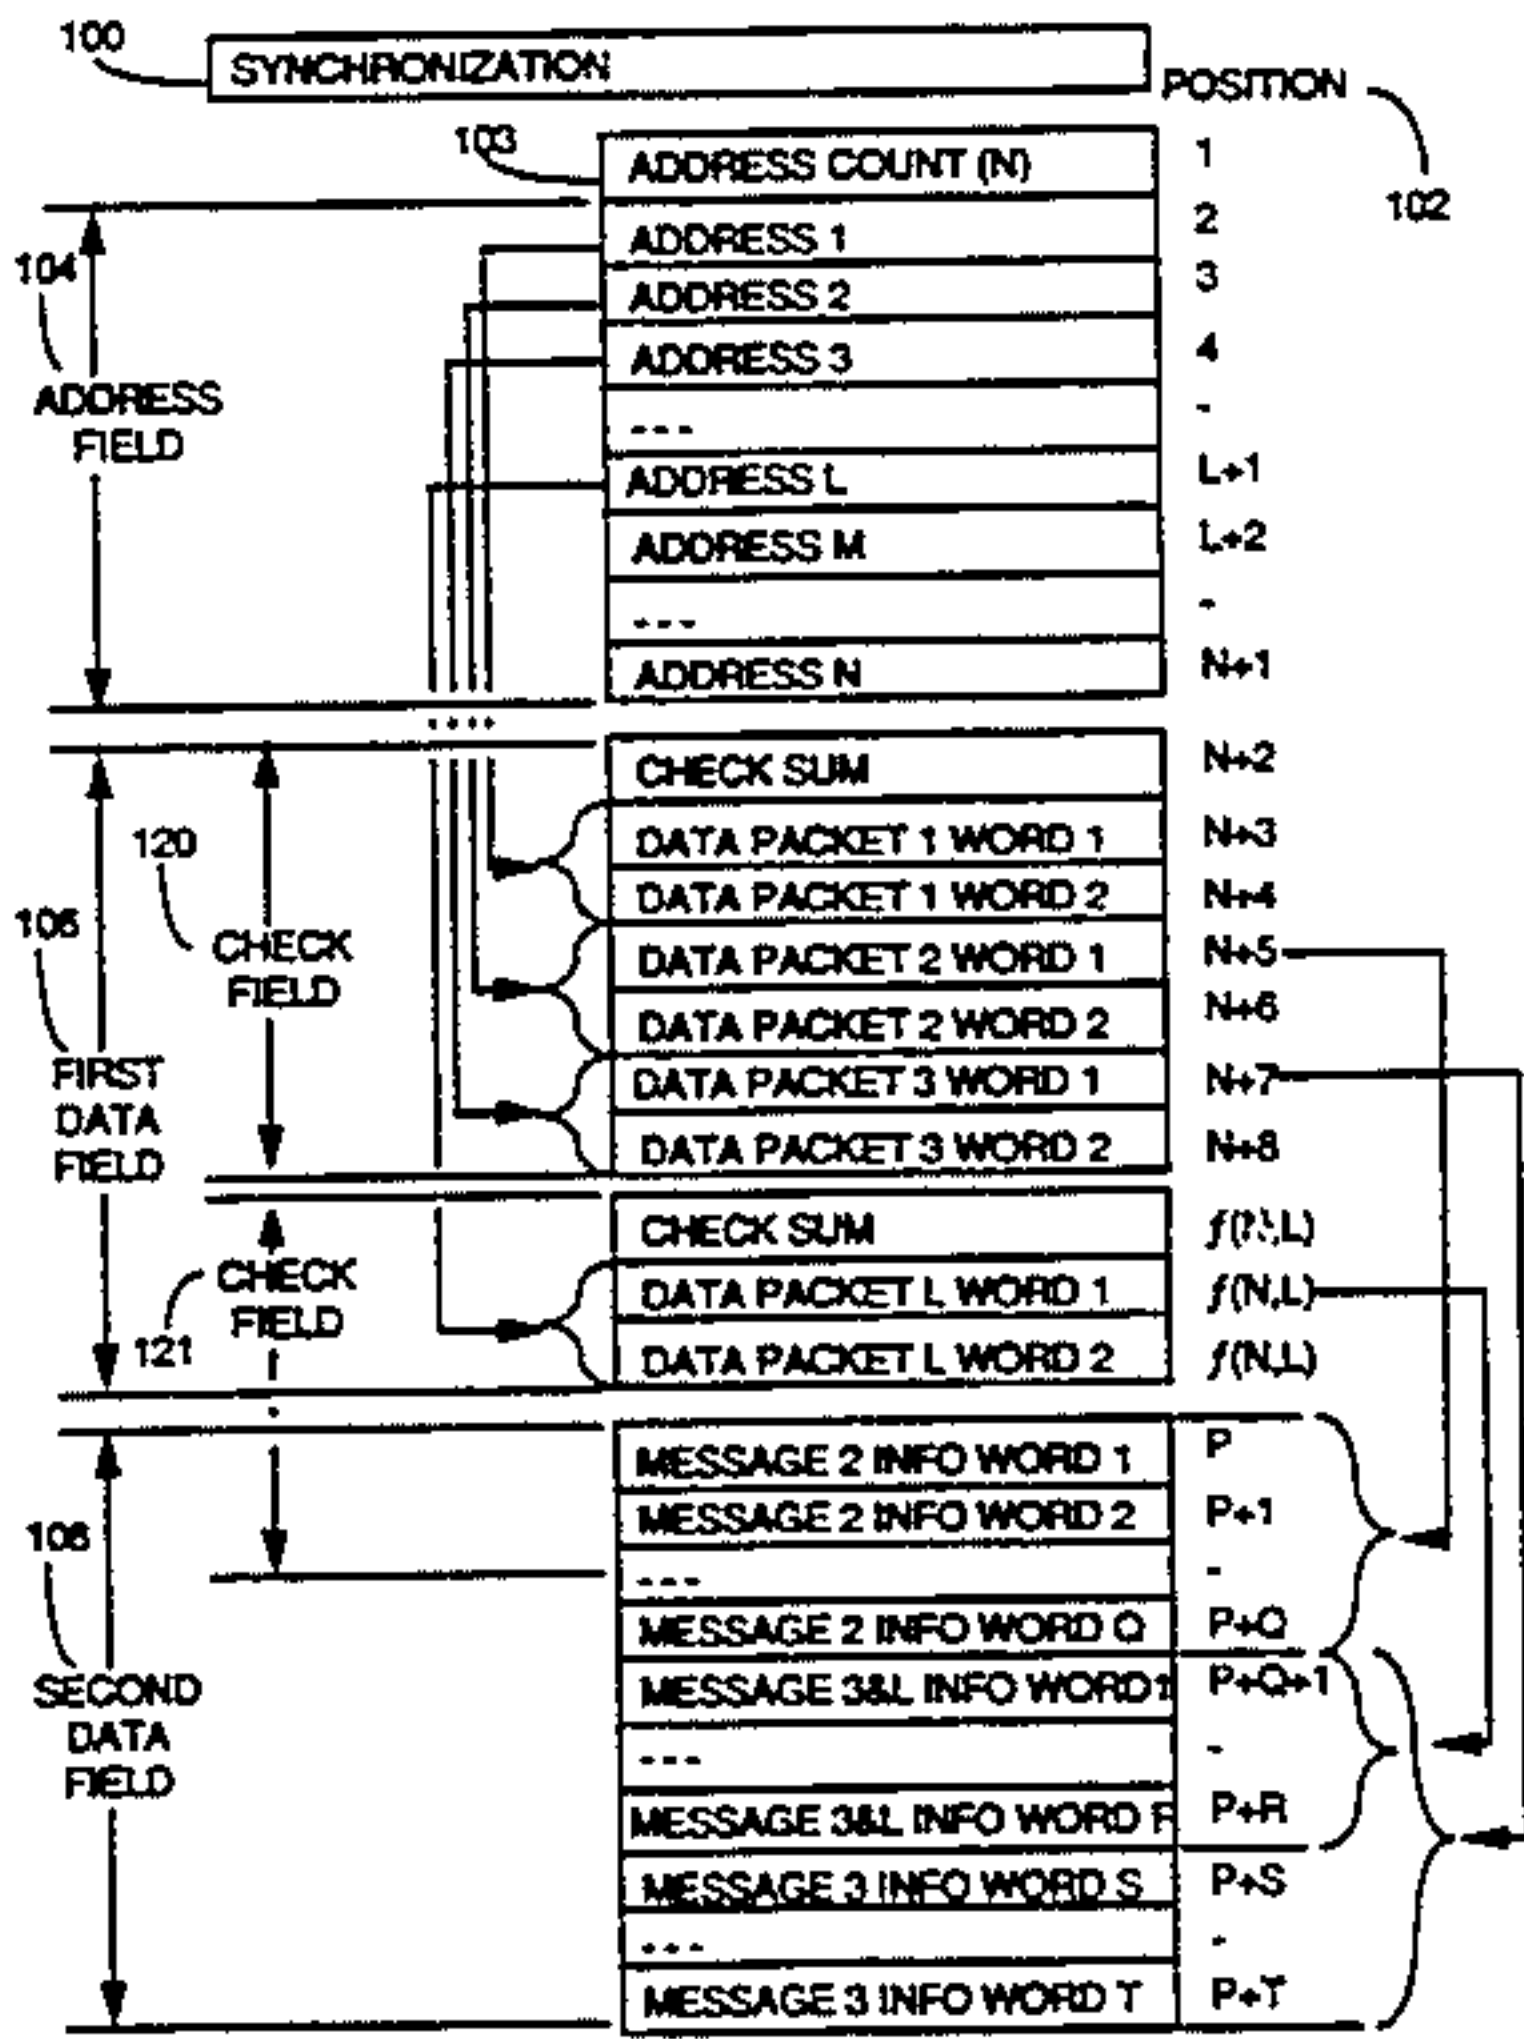 100
SYNCHRONIZATION
POSITION
102
103
ADDRESS COUNT (N) 1
ADDRESS 1 2
ADDRESS 2 3
ADDRESS 3 4
- - - -
ADDRESS L L+1
ADDRESS M L+2
- - - -
ADDRESS N N+1
104
ADDRESS
FIELD
CHECK SUM N+2
DATA PACKET 1 WORD 1 N+3
DATA PACKET 1 WORD 2 N+4
DATA PACKET 2 WORD 1 N+5
DATA PACKET 2 WORD 2 N+6
DATA PACKET 3 WORD 1 N+7
DATA PACKET 3 WORD 2 N+8
120
CHECK
FIELD
FIRST
DATA
FIELD
CHECK SUM f(N,L)
DATA PACKET L WORD 1 f(N,L)
DATA PACKET L WORD 2 f(N,L)
CHECK
FIELD
121
MESSAGE 2 INFO WORD 1 P
MESSAGE 2 INFO WORD 2 P+1
- - - -
MESSAGE 2 INFO WORD Q P+Q
MESSAGE 3&L INFO WORD 1 P+Q+1
- - - -
MESSAGE 3&L INFO WORD R P+R
MESSAGE 3 INFO WORD S P+S
- - - -
MESSAGE 3 INFO WORD T P+T
SECOND
DATA
FIELD